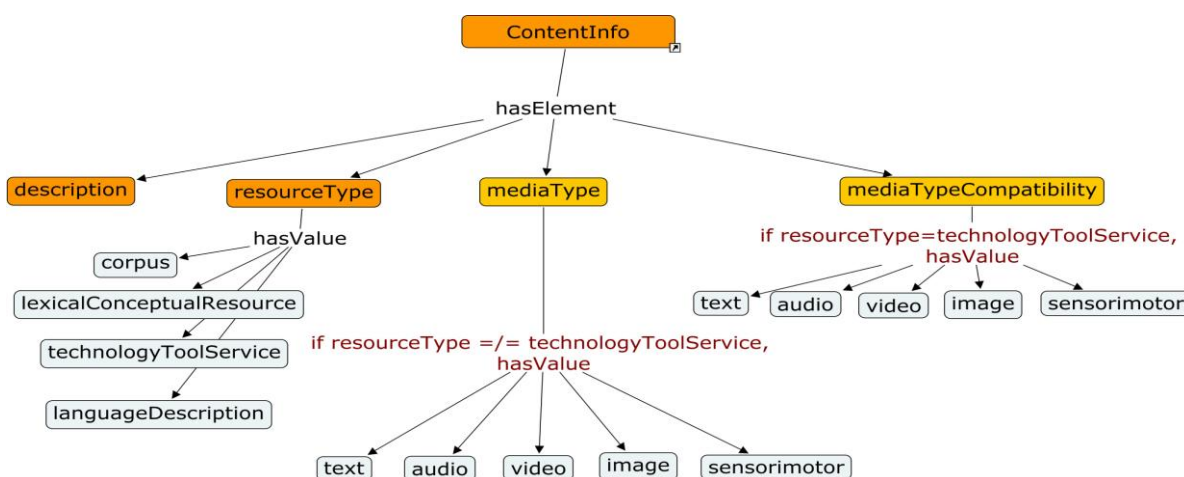 ContentInfo
hasElement
description
resourceType
mediaType
mediaTypeCompatibility
hasValue
corpus
lexicalConceptualResource
technologyToolService
languageDescription
if resourceType =/= technologyToolService,
hasValue
text
audio
video
image
sensorimotor
if resourceType=technologyToolService,
hasValue
text
audio
video
image
sensorimotor